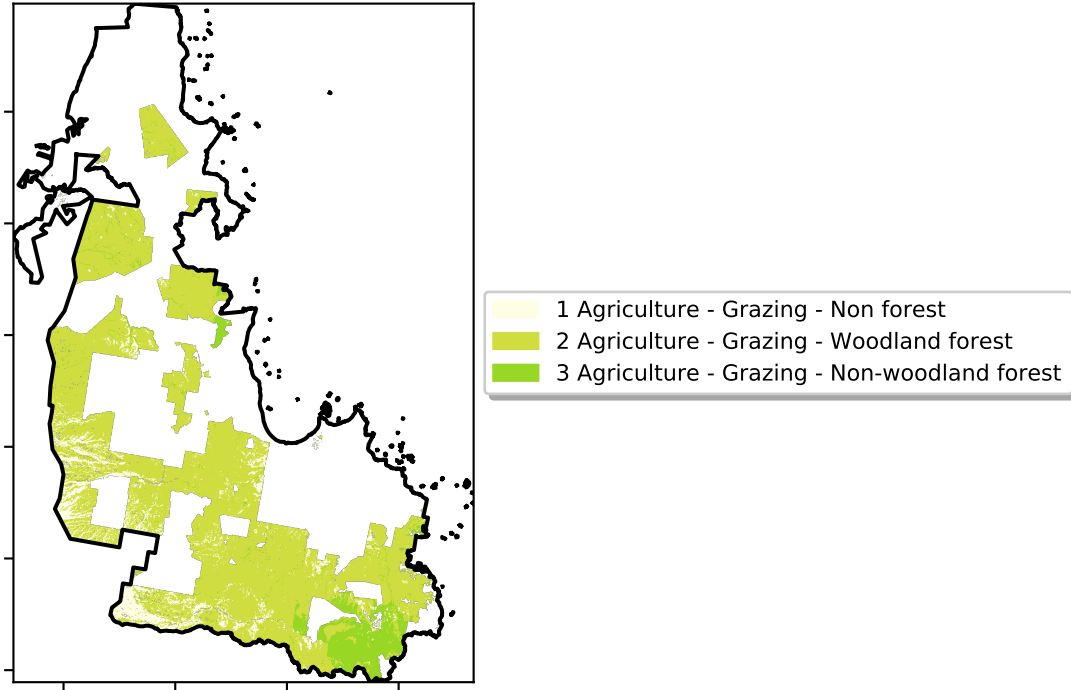 1 Agriculture - Grazing - Non forest
2 Agriculture - Grazing - Woodland forest
3 Agriculture - Grazing - Non-woodland forest